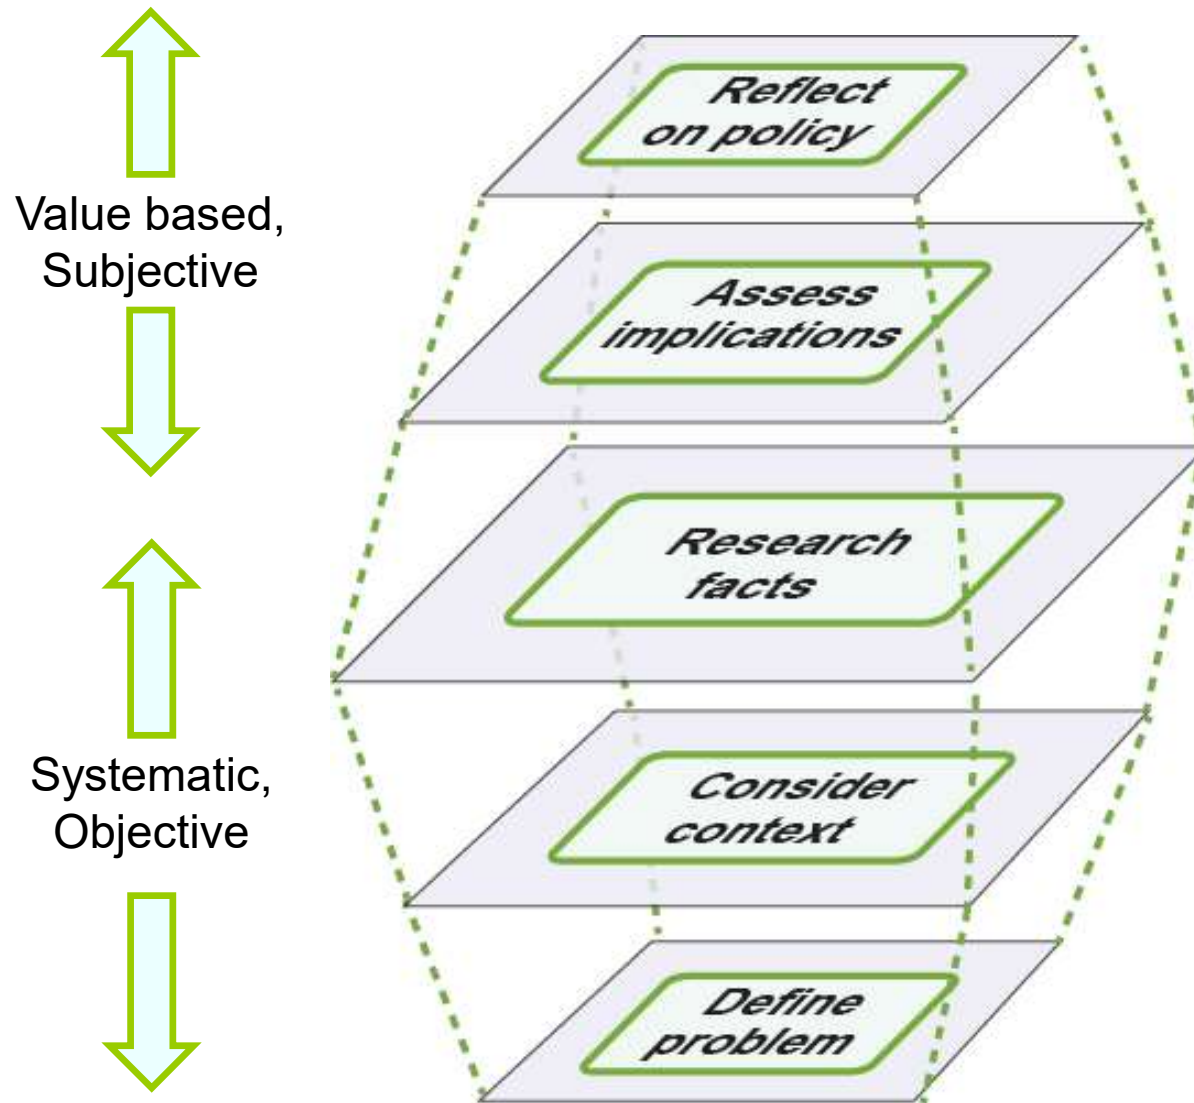 Reflect
on policy
Value based,
Subjective
Assess
implications
Research
facts
Systematic,
Objective
Consider
context
Define
problem